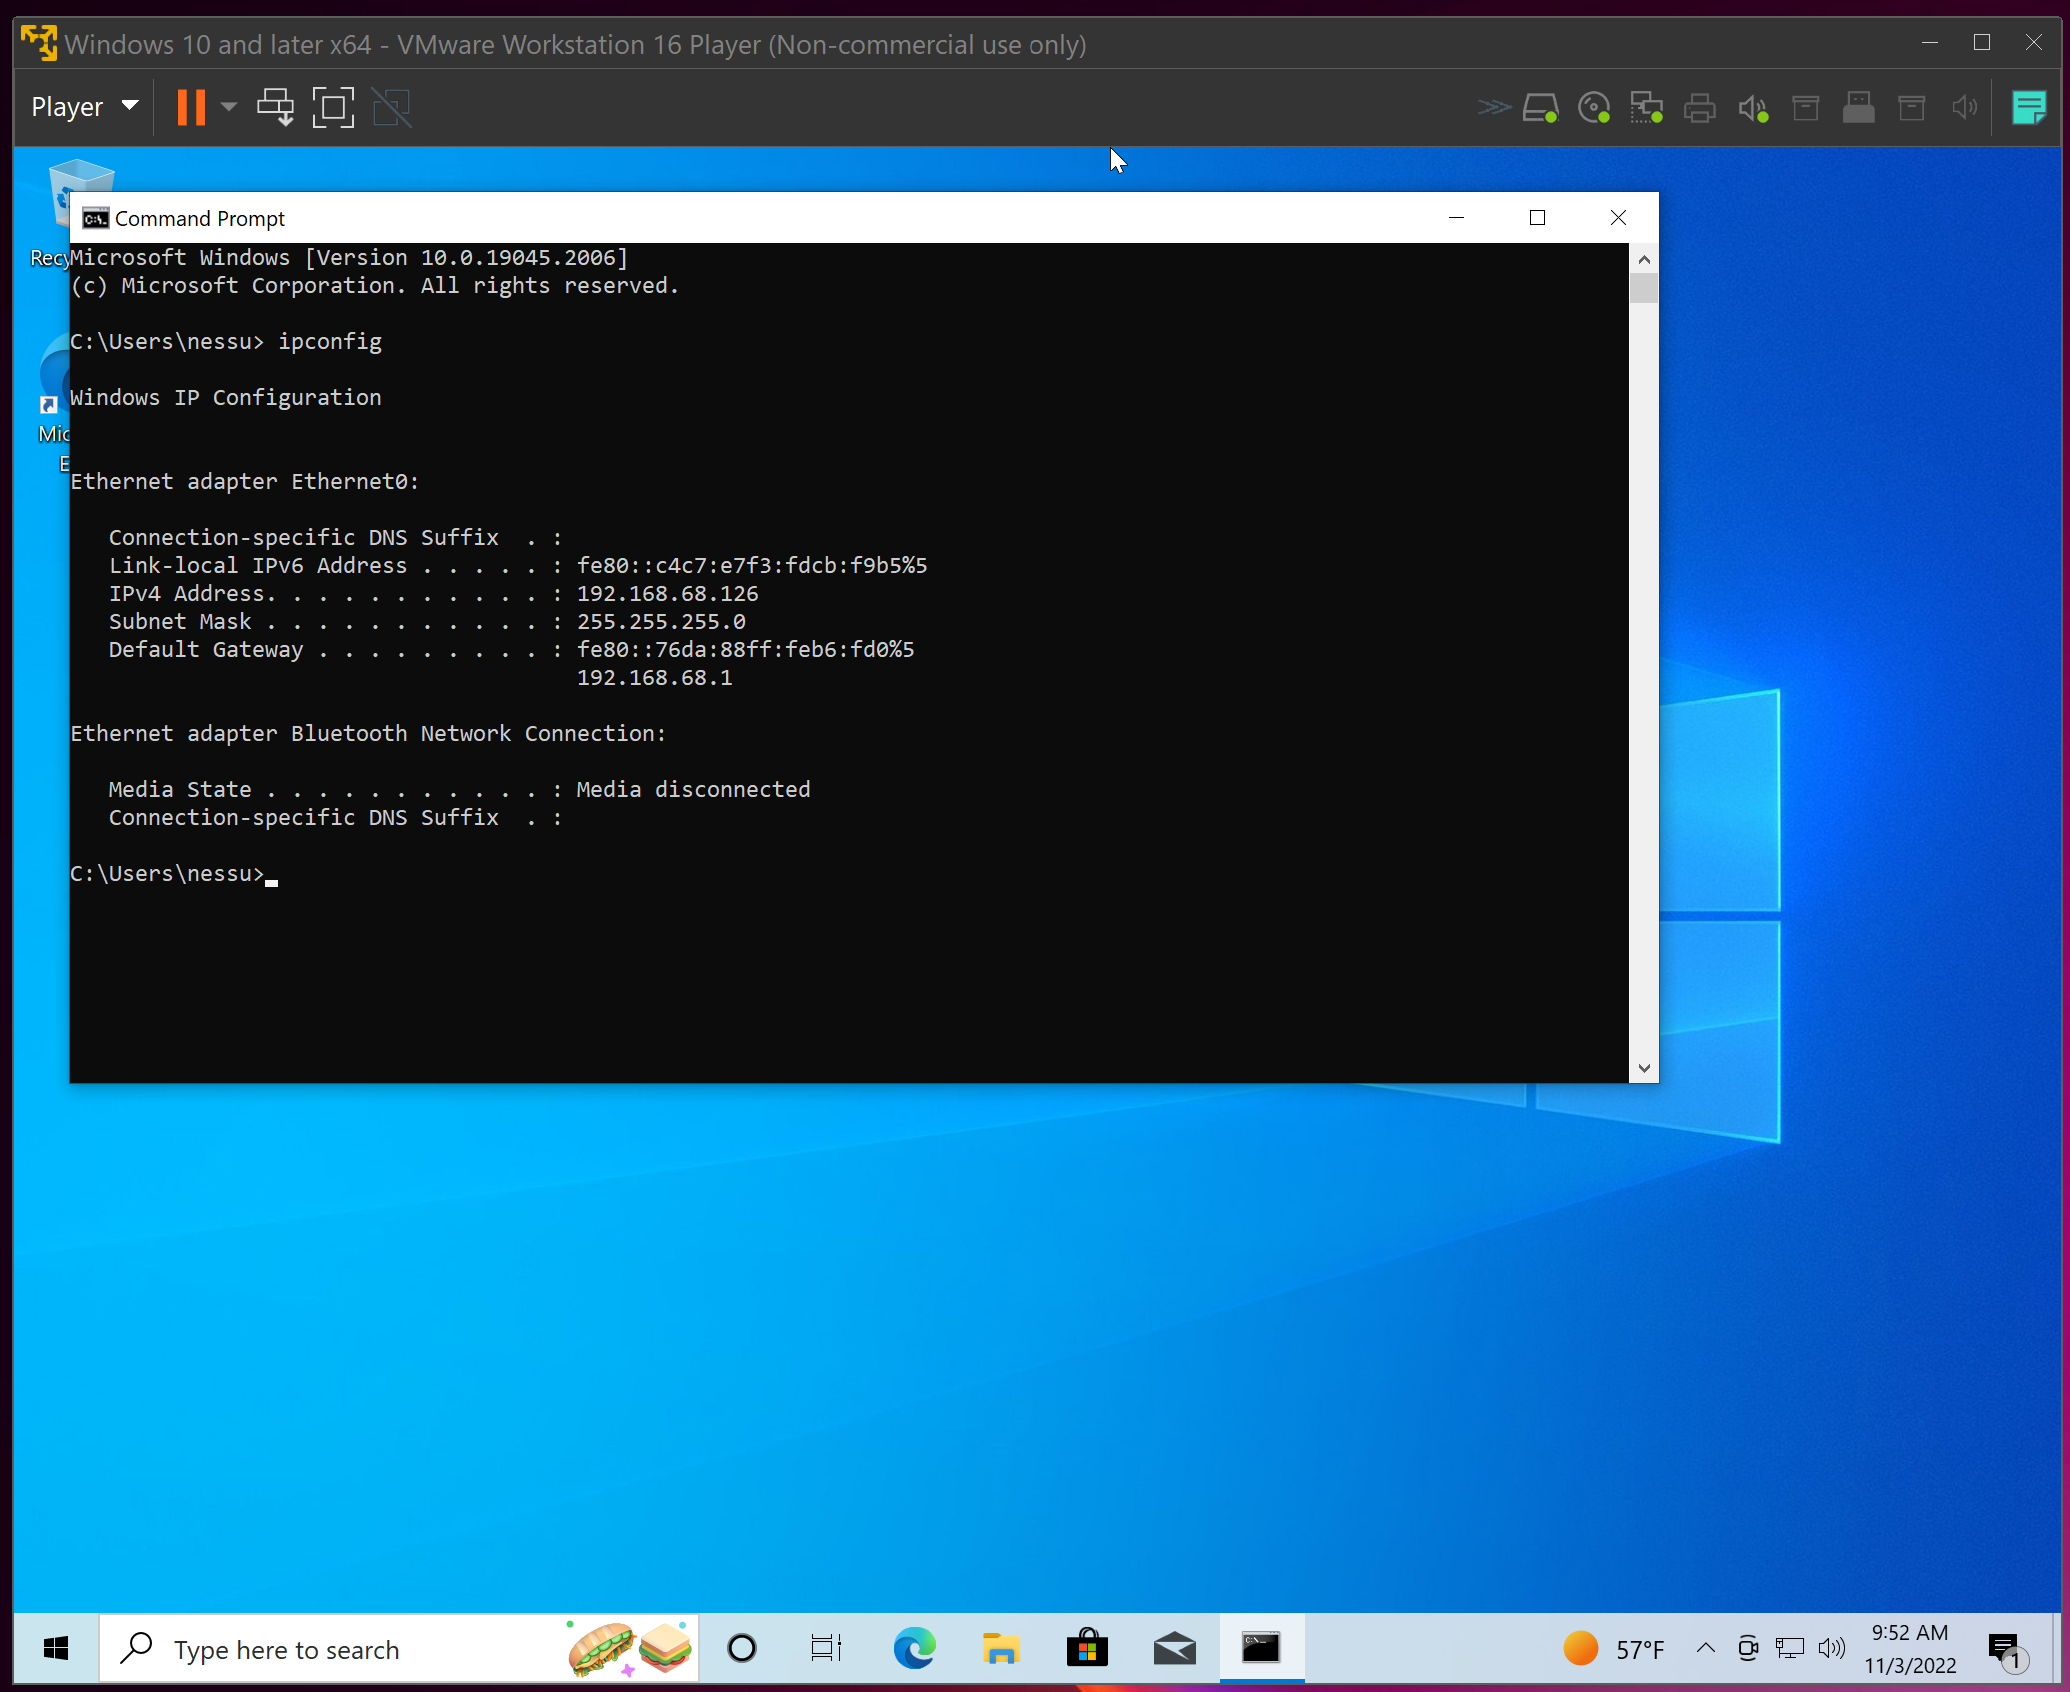 Windows 10 and later x64 - VMware Workstation 16 Player (Non-commercial use only)
Player
Recy
Mic
E
Command Prompt
Microsoft Windows [Version 10.0.19045.2006]
(c) Microsoft Corporation. All rights reserved.
C:\Users\nessu> ipconfig
Windows IP Configuration
Ethernet adapter Ethernet0:
Connection-specific DNS Suffix . :
Link-local IPv6 Address . . . . . : fe80::c4c7:e7f3:fdcb:f9b5%5
IPv4 Address. . . . . . . . . . . : 192.168.68.126
Subnet Mask . . . . . . . . . . . : 255.255.255.0
Default Gateway . . . . . . . . . : fe80::76da:88ff:feb6:fd0%5
192.168.68.1
Ethernet adapter Bluetooth Network Connection:
Media State . . . . . . . . . . . : Media disconnected
Connection-specific DNS Suffix . :
C:\Users\nessu>
Type here to search
57°F
9:52 AM
11/3/2022
1